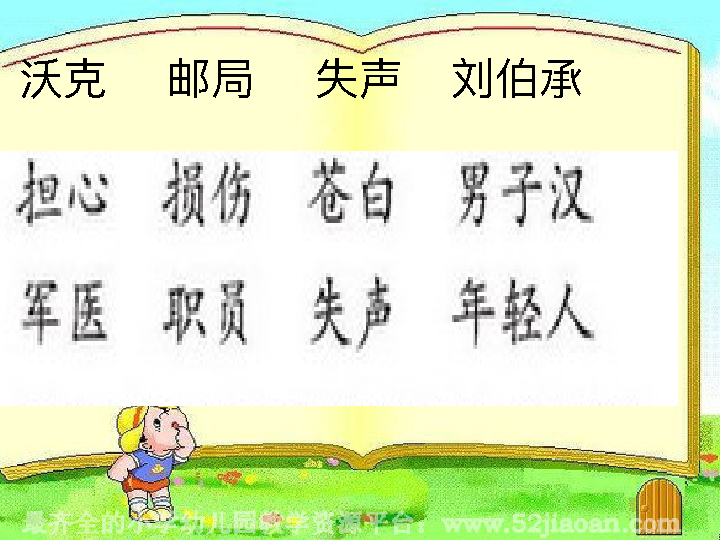 沃克 邮局 失声 刘伯承
担心 损伤 苍白 男子汉
军医 职员 失声 年轻人
最齐全的小学幼儿园教学资源平台：www.52jiaoan.com